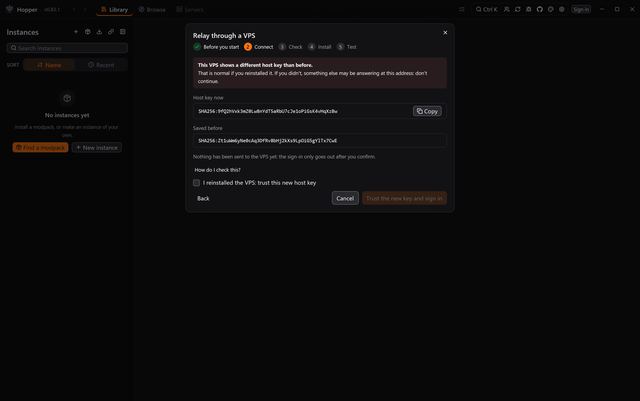 Hopper
Library
Browse
Servers
Ctrl K
Sign in
Instances
Search instances
SORT
Name
Recent
No instances yet
Install a modpack, or make an instance of your
own.
Find a modpack
New instance
Relay through a VPS
Before you start
2 Connect
3 Check
4 Install
5 Test
This VPS shows a different host key than before.
That is normal if you reinstalled it. If you didn't, something else may be answering at this address: don't
continue.
Host key now
Copy
Saved before
Nothing has been sent to the VPS yet: the sign-in only goes out after you confirm.
How do I check this?
I reinstalled the VPS: trust this new host key
Back
Cancel
Trust the new key and sign in